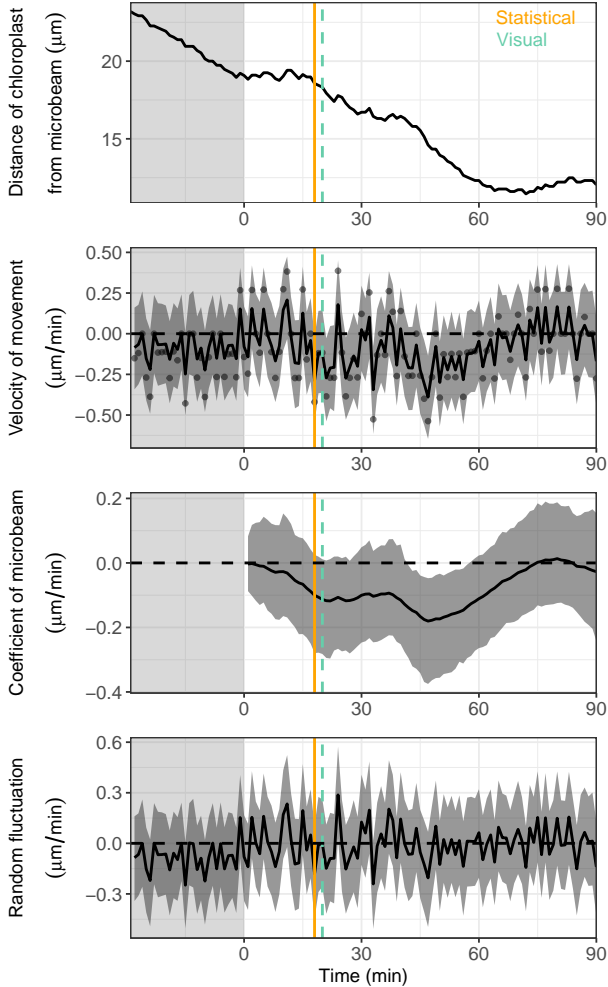 Distance of chloroplast
from microbeam (μm)
Statistical
Visual
20
15
0
30
60
90
Velocity of movement
(μm/min)
0.50
0.25
0.00
−0.25
−0.50
0
30
60
90
Coefficient of microbeam
(μm/min)
0.2
0.0
−0.2
−0.4
0
30
60
90
Random fluctuation
(μm/min)
0.6
0.3
0.0
−0.3
0
30
60
90
Time (min)